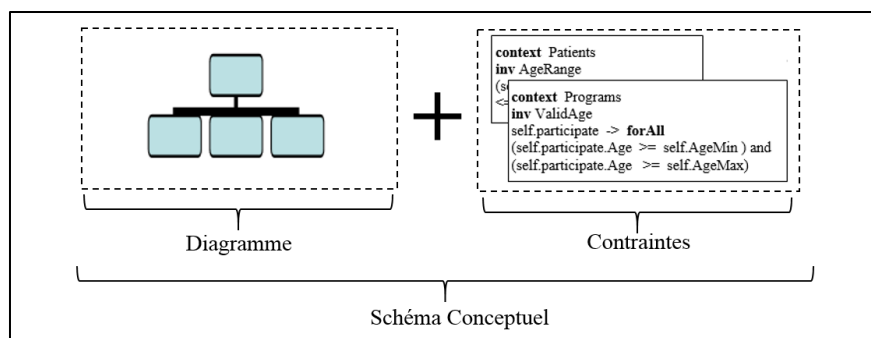 context Patients
inv AgeRange
(se
<=
context Programs
inv ValidAge
self.participate -> forAll
(self.participate.Age >= self.AgeMin ) and
(self.participate.Age >= self.AgeMax)
+
Diagramme
Contraintes
Schéma Conceptuel